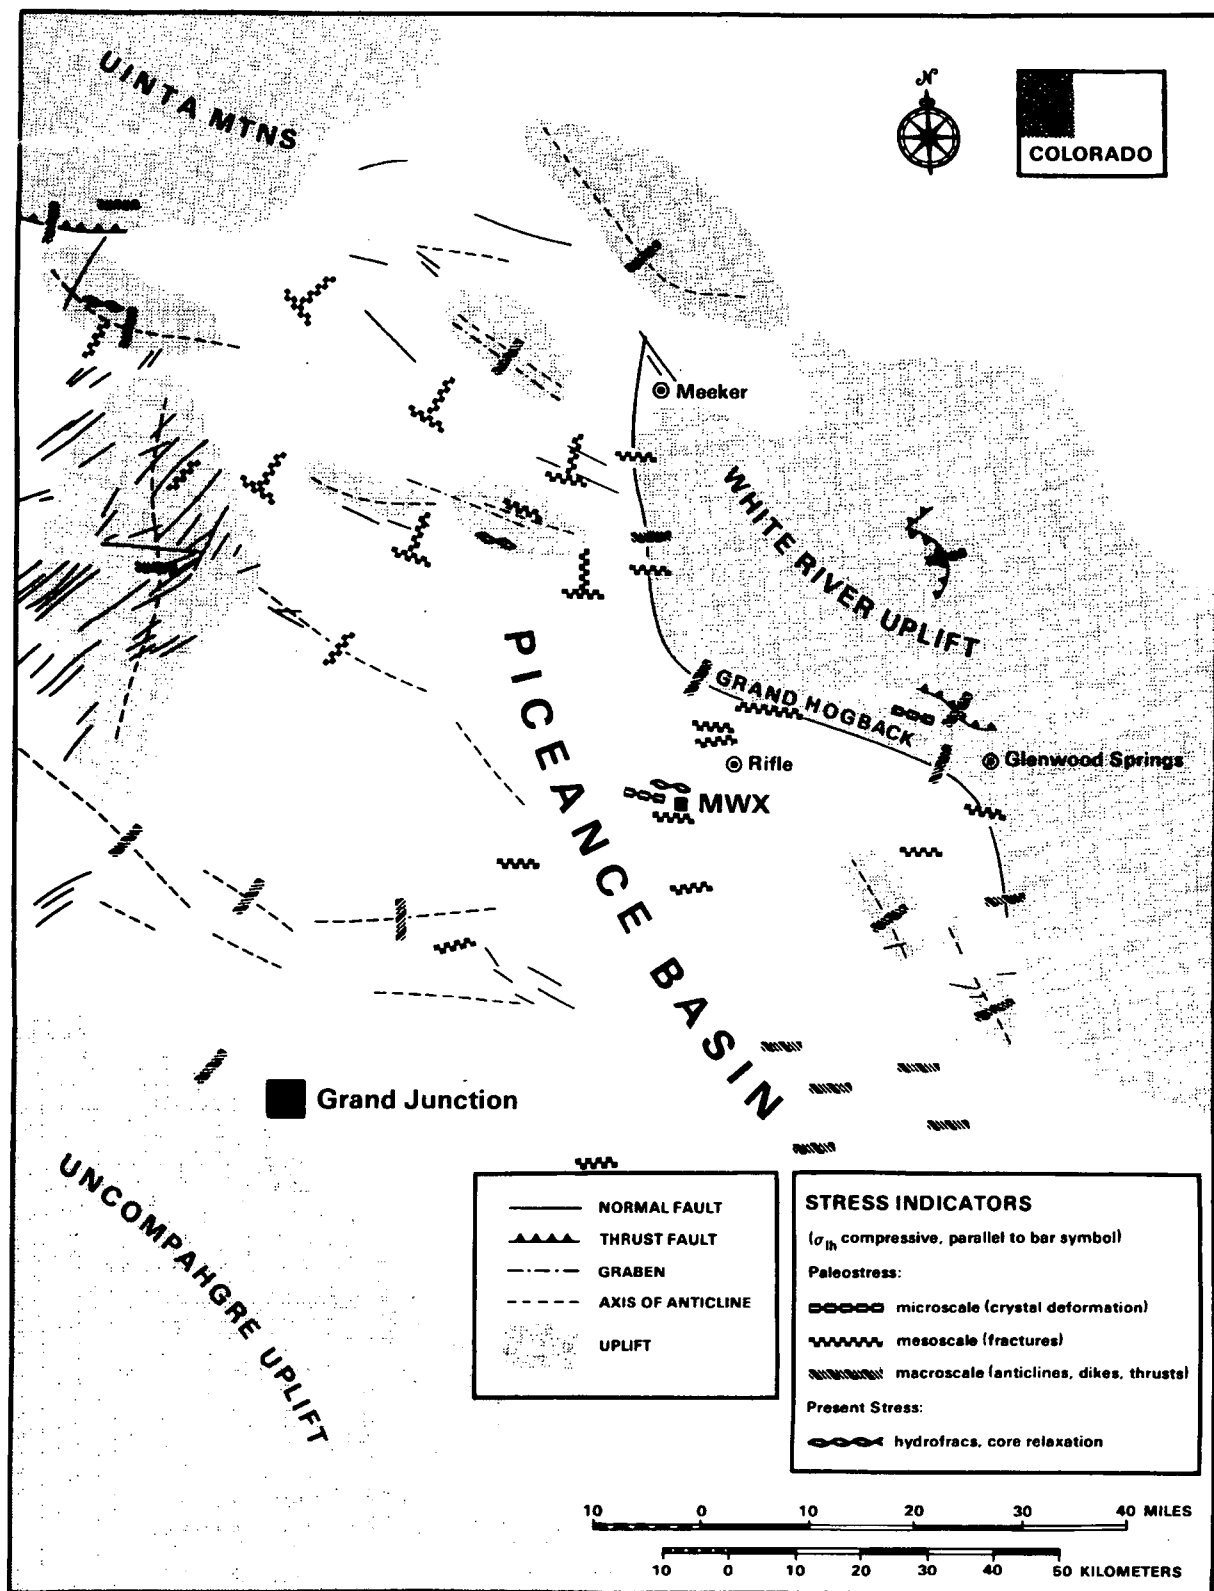 UINTA MTNS
N
COLORADO
Meeker
WHITE RIVER UPLIFT
PICEANCE BASIN
GRAND HOGBACK
Rifle
Glenwood Springs
MWX
Grand Junction
UNCOMPAHGRE UPLIFT
NORMAL FAULT
THRUST FAULT
GRABEN
AXIS OF ANTICLINE
UPLIFT
STRESS INDICATORS
(σlh compressive, parallel to bar symbol)
Paleostress:
microscale (crystal deformation)
mesoscale (fractures)
macroscale (anticlines, dikes, thrusts)
Present Stress:
hydrofracs, core relaxation
10 0 10 20 30 40 MILES
10 0 10 20 30 40 50 KILOMETERS